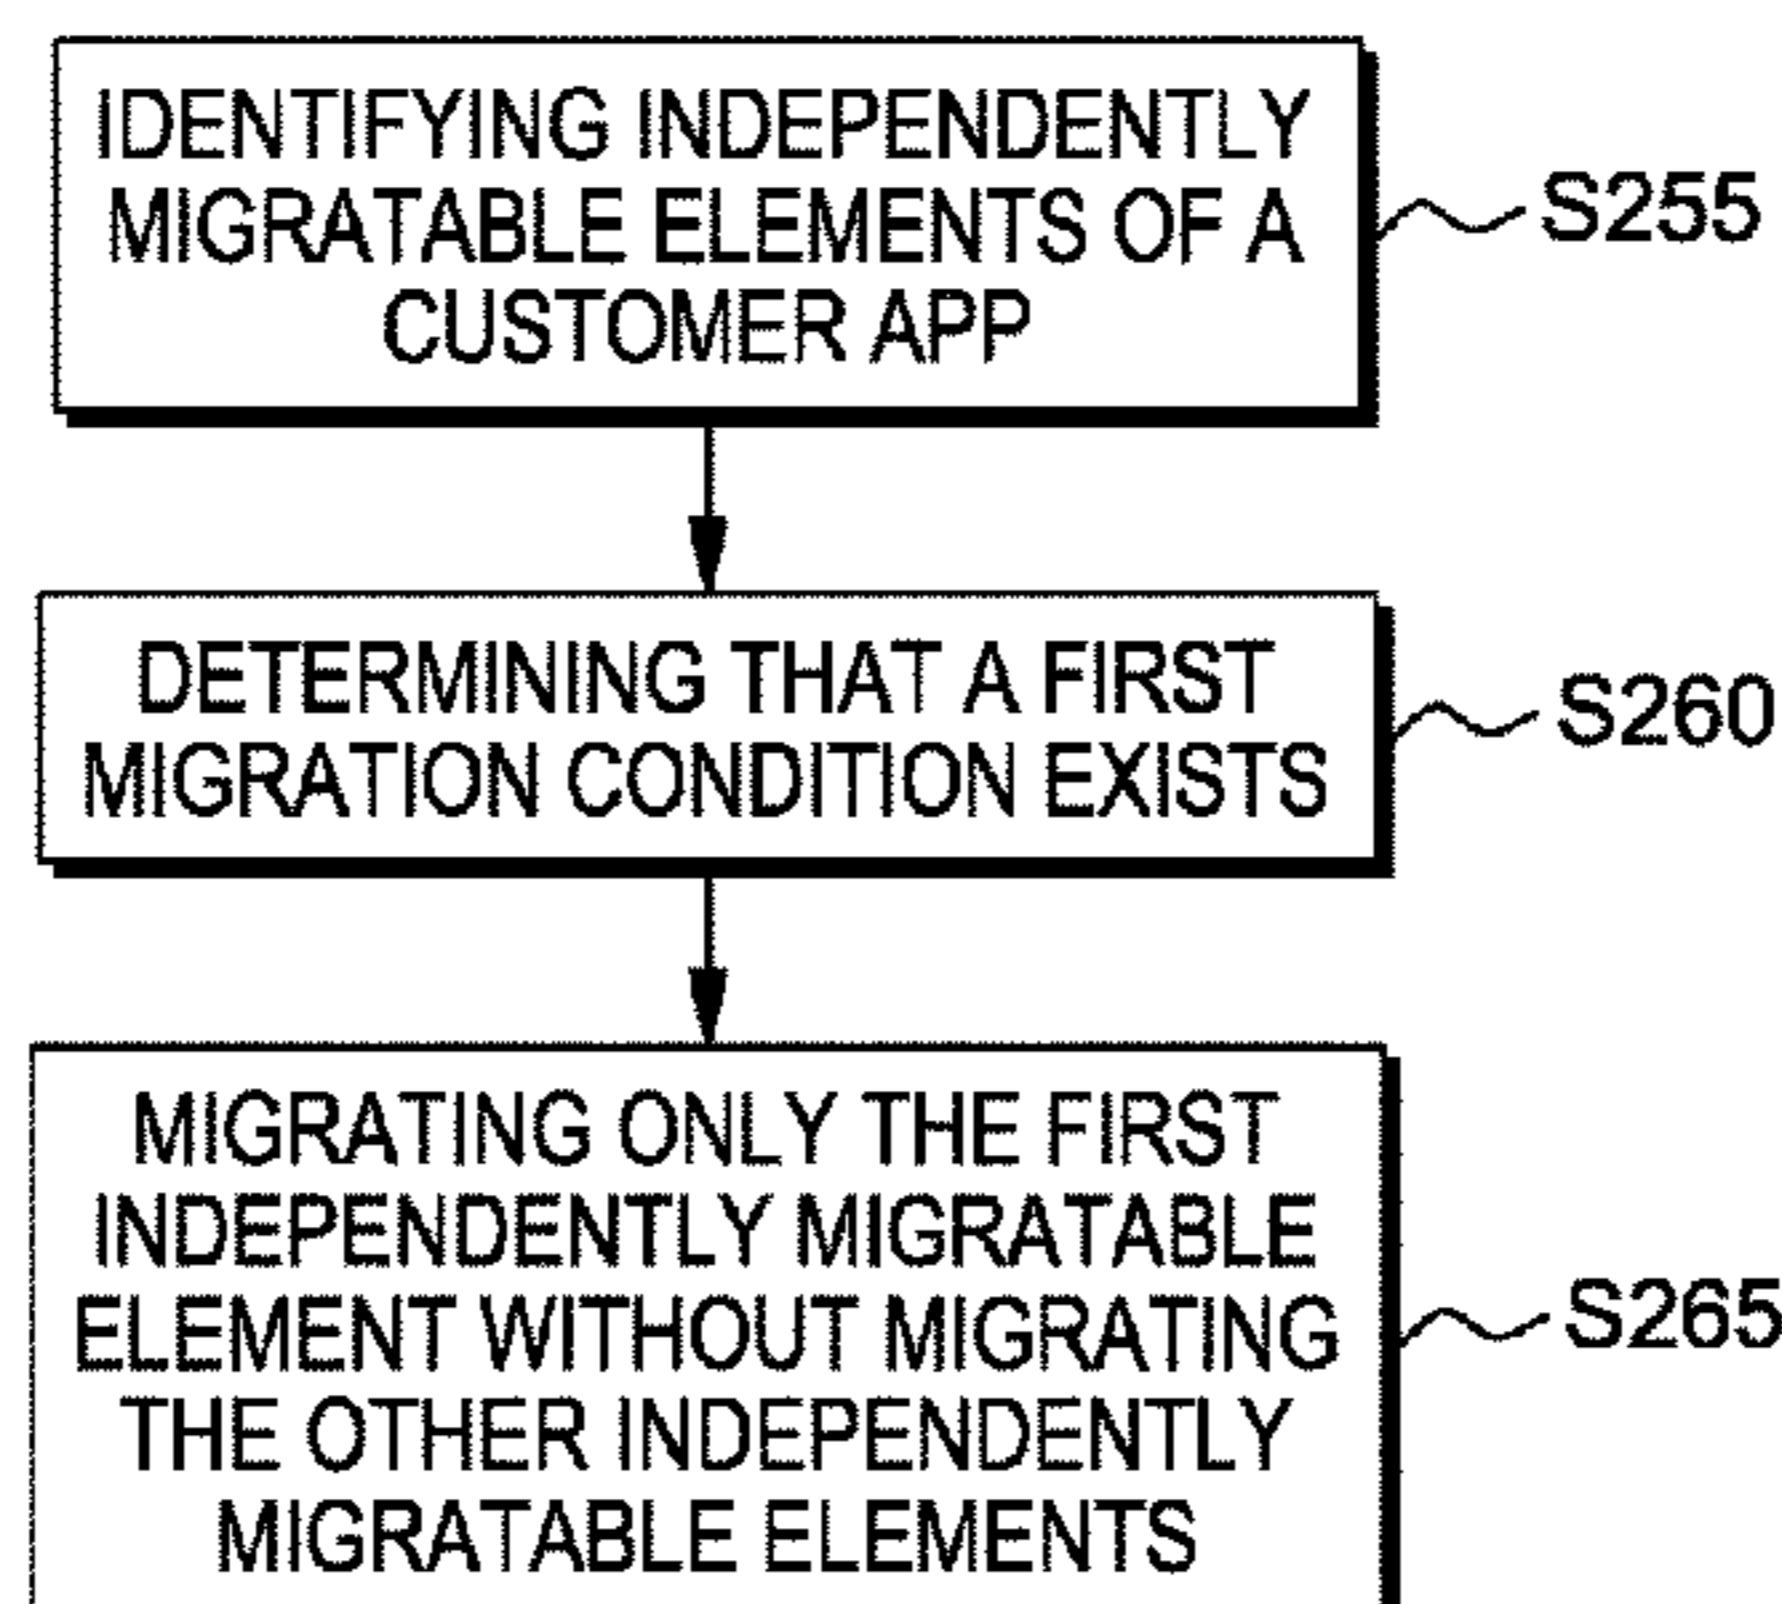 IDENTIFYING INDEPENDENTLY
MIGRATABLE ELEMENTS OF A
CUSTOMER APP
S255
DETERMINING THAT A FIRST
MIGRATION CONDITION EXISTS
S260
MIGRATING ONLY THE FIRST
INDEPENDENTLY MIGRATABLE
ELEMENT WITHOUT MIGRATING
THE OTHER INDEPENDENTLY
MIGRATABLE ELEMENTS
S265